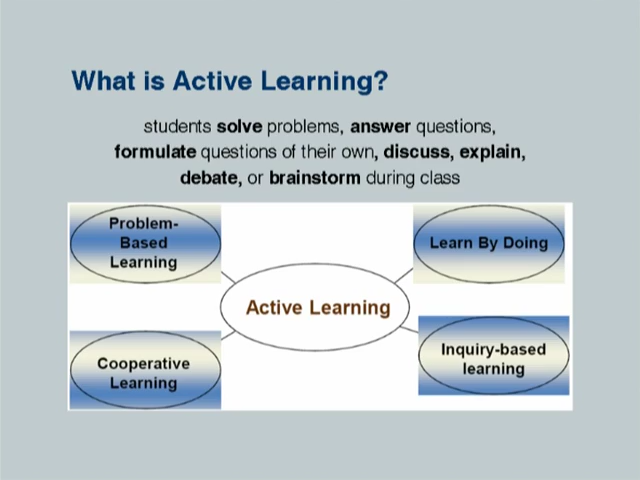 What is Active Learning?
students solve problems, answer questions,
formulate questions of their own, discuss, explain,
debate, or brainstorm during class
Problem-
Based
Learning
Learn By Doing
Active Learning
Cooperative
Learning
Inquiry-based
learning